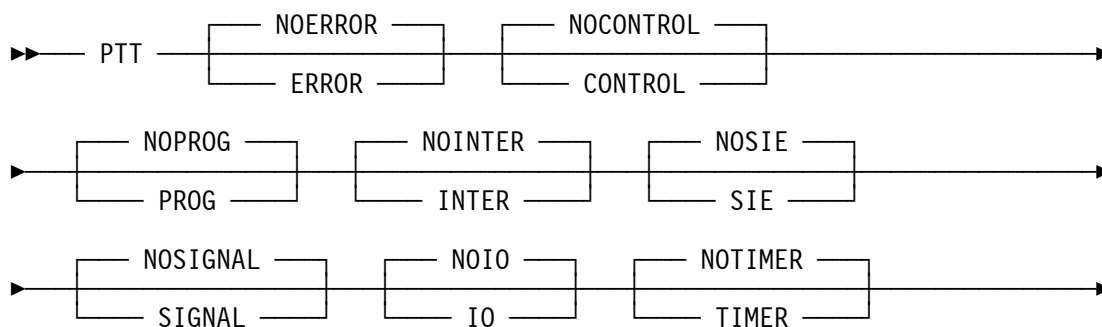 NOERROR NOCONTROL
PTT
ERROR CONTROL
NOPROG NOINTER NOSIE
PROG INTER SIE
NOSIGNAL NOIO NOTIMER
SIGNAL IO TIMER